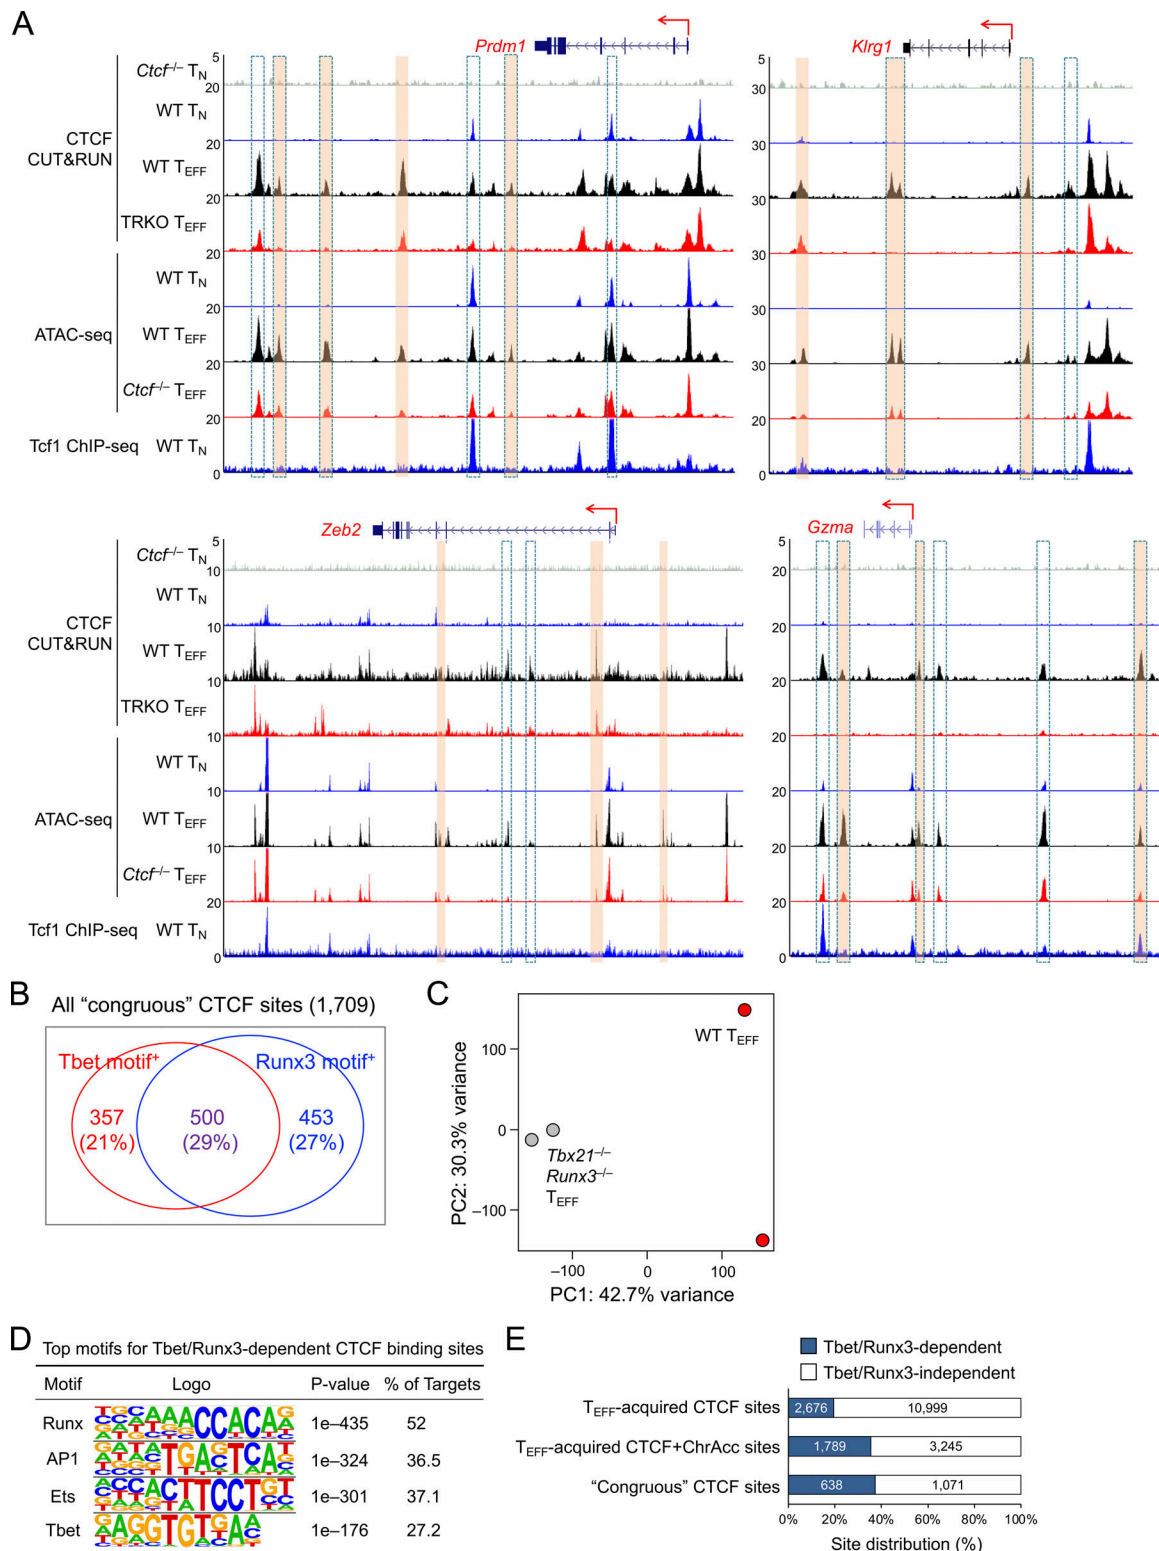 A
Prdm1
Klrg1
CTCF
CUT&RUN
Ctcf–/– TN
WT TN
WT TEFF
TRKO TEFF
ATAC-seq
WT TN
WT TEFF
Ctcf–/– TEFF
Tcf1 ChIP-seq WT TN
5
20
20
20
20
20
20
20
20
0
5
30
30
30
30
30
30
30
20
0
Zeb2
Gzma
CTCF
CUT&RUN
Ctcf–/– TN
WT TN
WT TEFF
TRKO TEFF
ATAC-seq
WT TN
WT TEFF
Ctcf–/– TEFF
Tcf1 ChIP-seq WT TN
5
10
10
10
10
10
10
20
0
5
20
20
20
20
20
20
20
0
B
All “congruous” CTCF sites (1,709)
Tbet motif+
Runx3 motif+
357
(21%)
500
(29%)
453
(27%)
C
PC2: 30.3% variance
100
0
–100
WT TEFF
Tbx21–/–
Runx3–/–
TEFF
–100 0 100
PC1: 42.7% variance
D
Top motifs for Tbet/Runx3-dependent CTCF binding sites
Motif Logo P-value % of Targets
Runx 1e–435 52
AP1 1e–324 36.5
Ets 1e–301 37.1
Tbet 1e–176 27.2
E
Tbet/Runx3-dependent
Tbet/Runx3-independent
TEFF-acquired CTCF sites 2,676 10,999
TEFF-acquired CTCF+ChrAcc sites 1,789 3,245
“Congruous” CTCF sites 638 1,071
0% 20% 40% 60% 80% 100%
Site distribution (%)